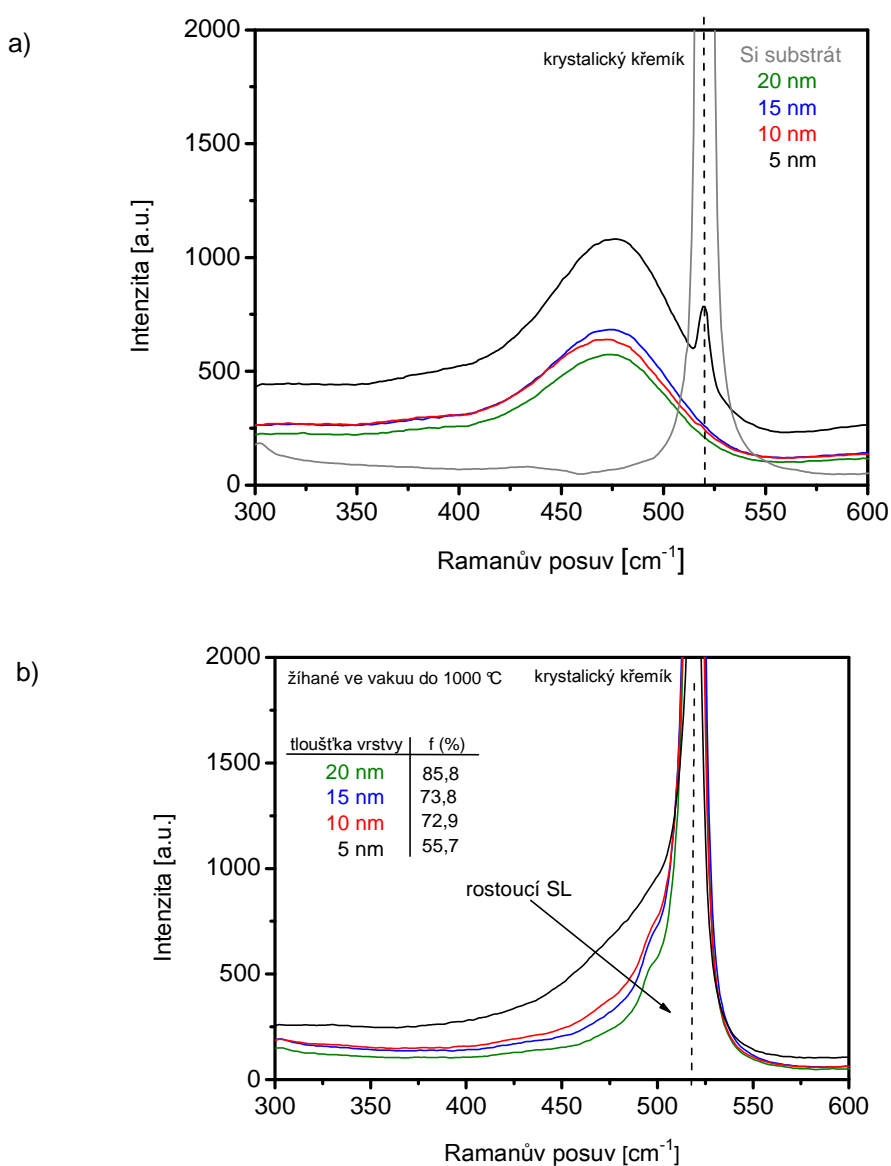 a)
2000
1500
1000
500
0
Intenzita [a.u.]
krystalický křemík
Si substrát
20 nm
15 nm
10 nm
5 nm
300 350 400 450 500 550 600
Ramanův posuv [cm⁻¹]
b)
2000
1500
1000
500
0
Intenzita [a.u.]
žíhané ve vakuu do 1000 °C
krystalický křemík
tloušťka vrstvy f (%)
20 nm 85,8
15 nm 73,8
10 nm 72,9
5 nm 55,7
rostoucí SL
300 350 400 450 500 550 600
Ramanův posuv [cm⁻¹]